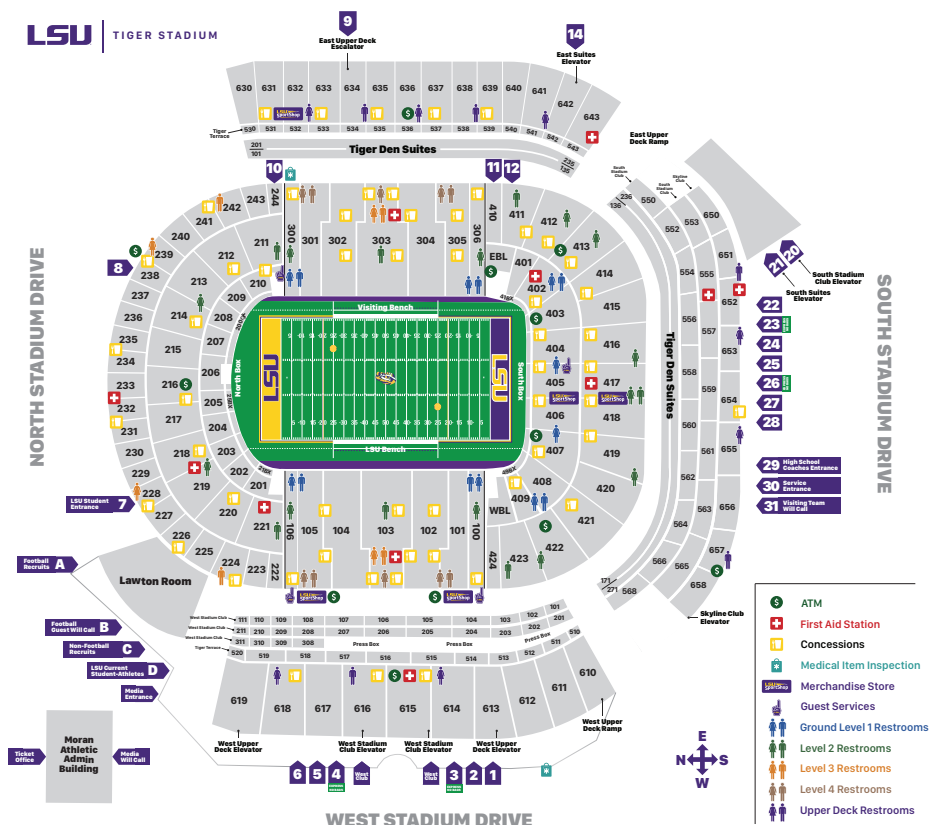 LSU
TIGER STADIUM
9
East Upper Deck
Escalator
14
East Suites
Elevator
630 631 632 633 634 635 636 637 638 639 640 641 642 643
LSU SportShop
Tiger
Terrace
530 531 532 533 534 535 536 537 538 539 540 541 542 543
201
101
Tiger Den Suites
235
135
East Upper
Deck Ramp
10
11 12
South
Stadium
Club
South
Stadium
Club
Skyline
Club
236
136
550 552 553 554 555 556 557 558 559 560 561 562 564 565 566 568
650 651 652 653 654 655 656 657 658
Tiger Den Suites
171
271
Skyline Club
Elevator
21 20
South Stadium
Club Elevator
South Suites
Elevator
22
23
24
25
26
27
28
29 High School
Coaches Entrance
30 Service
Entrance
31 Visiting Team
Will Call
NORTH STADIUM DRIVE
SOUTH STADIUM DRIVE
WEST STADIUM DRIVE
8
244 243 242 241 240 239 238 237 236 235 234 233 232 231 230 229 228 227 226 225 224 223 222
211 212 213 214 215 216 217 218 219 220 221
210 209 208 207 206 205 204 203 202 201
300 301 302 303 304 305 306
410 411 412 413 414 415 416 417 418 419 420 421 422 423 424
EBL
401 402 403 404 405 406 407 408 409
WBL
LSU SportShop
LSU SportShop
Visiting Bench
North Box
South Box
LSU
LSU
LSU Bench
106 105 104 103 102 101 100
LSU Student
Entrance
7
Lawton Room
Football
Recruits
A
Football
Guest Will Call
B
Non-Football
Recruits
C
LSU Current
Student-Athletes
D
Media
Entrance
Moran
Athletic
Admin
Building
Ticket
Office
Media
Will Call
LSU SportShop
LSU SportShop
West Stadium Club 111 110 109 108 107 106 105 104 103 102 101
West Stadium Club 211 210 209 208 207 206 205 204 203 202 201
West Stadium Club 311 310 309 308 Press Box Press Box Press Box
Tiger Terrace 520 519 518 517 516 515 514 513 512 511 510
619 618 617 616 615 614 613 612 611 610
West Upper
Deck Elevator
West Stadium
Club Elevator
West Stadium
Club Elevator
West Upper
Deck Elevator
West Upper
Deck Ramp
6 5 4 West
Club West
Club 3 2 1
ATM
First Aid Station
Concessions
Medical Item Inspection
LSU SportShop
Merchandise Store
Guest Services
Ground Level 1 Restrooms
Level 2 Restrooms
Level 3 Restrooms
Level 4 Restrooms
Upper Deck Restrooms
E
N S
W